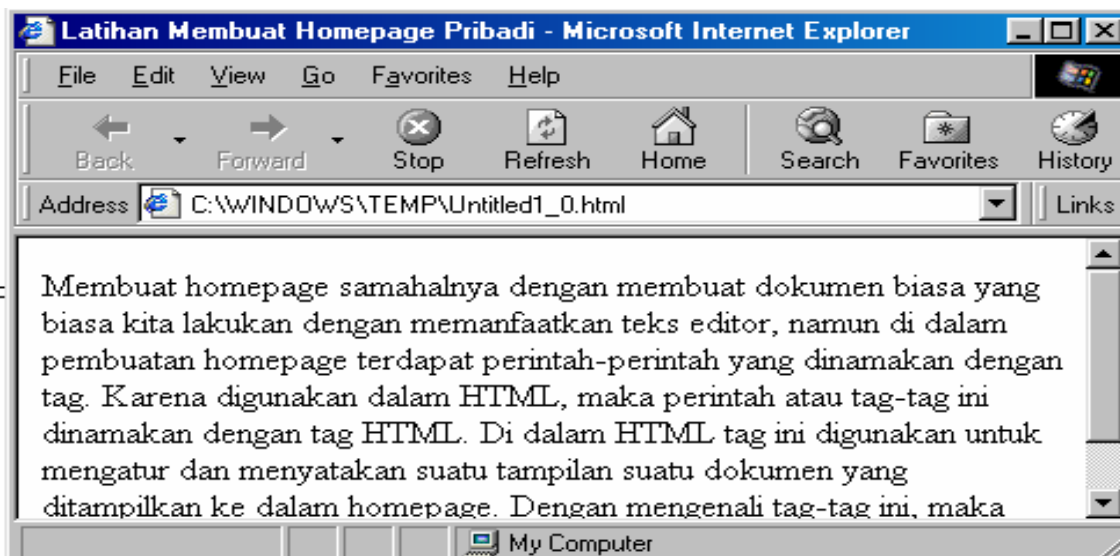 Latihan Membuat Homepage Pribadi - Microsoft Internet Explorer
File Edit View Go Favorites Help
Back Forward Stop Refresh Home Search Favorites History
Address C:\WINDOWS\TEMP\Untitled1_0.html Links
Membuat homepage samahalnya dengan membuat dokumen biasa yang
biasa kita lakukan dengan memanfaatkan teks editor, namun di dalam
pembuatan homepage terdapat perintah-perintah yang dinamakan dengan
tag. Karena digunakan dalam HTML, maka perintah atau tag-tag ini
dinamakan dengan tag HTML. Di dalam HTML tag ini digunakan untuk
mengatur dan menyatakan suatu tampilan suatu dokumen yang
ditampilkan ke dalam homepage. Dengan mengenali tag-tag ini, maka
My Computer